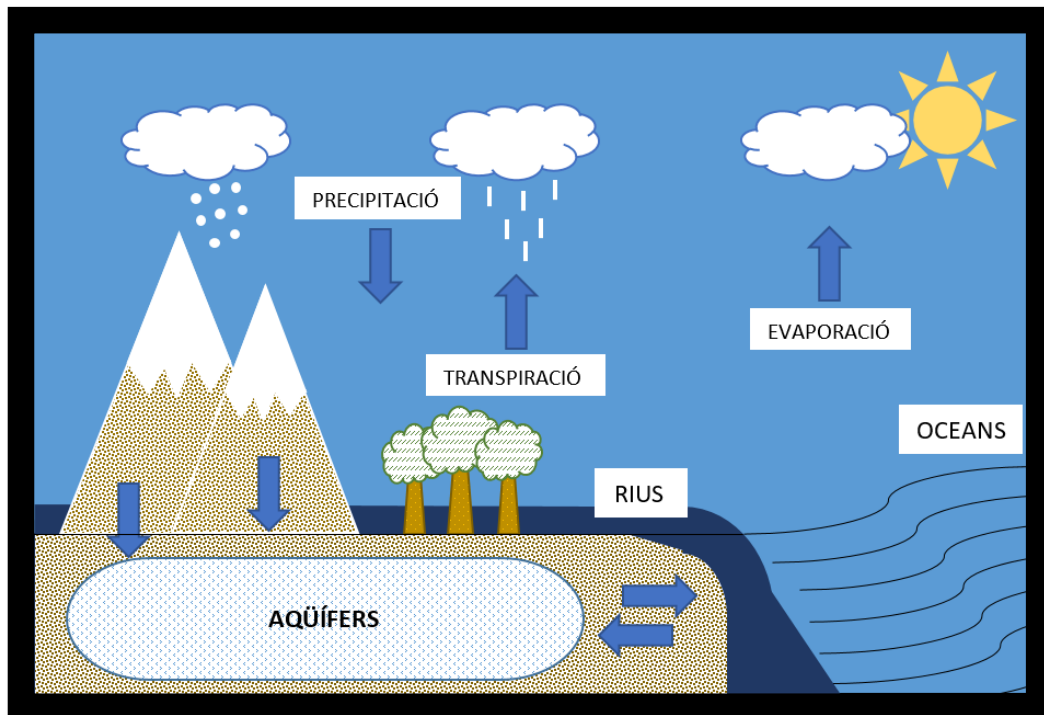 PRECIPITACIÓ
EVAPORACIÓ
TRANSPIRACIÓ
OCEANS
RIUS
AQÜÍFERS